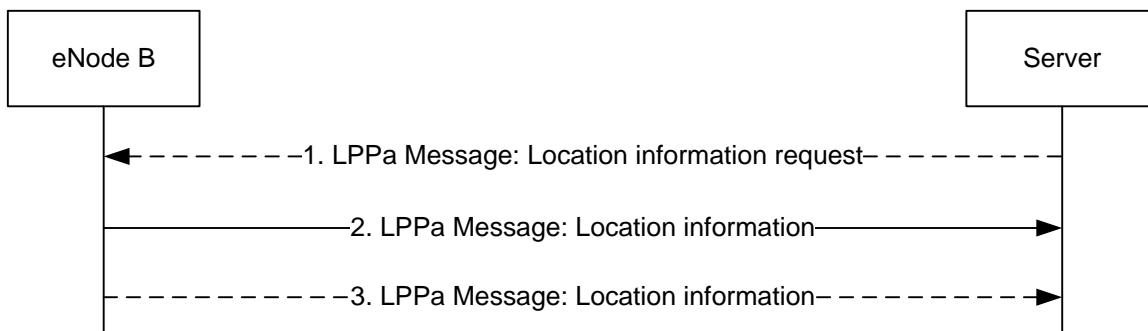 eNode B
Server
1. LPPa Message: Location information request
2. LPPa Message: Location information
3. LPPa Message: Location information